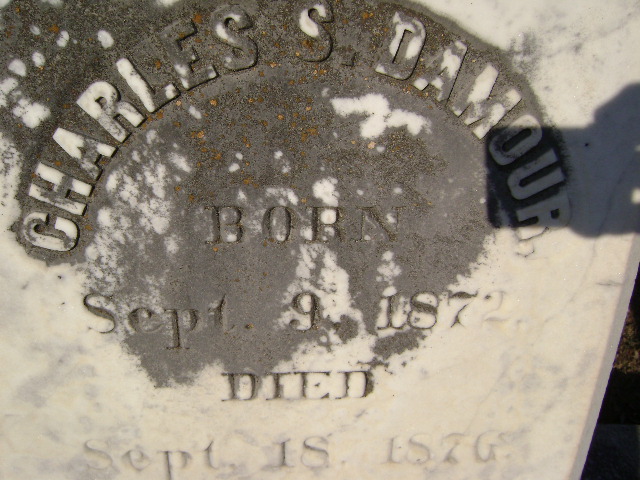 CHARLES S. DAMOUR
BORN
Sept. 9. 1872.
DIED
Sept. 18. 1876.